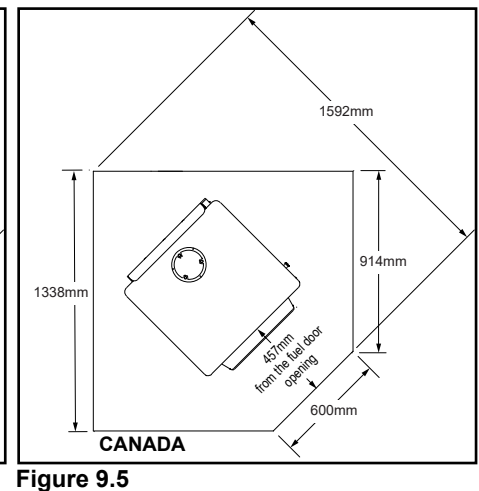 1592mm
914mm
1338mm
457mm
from the fuel door
opening
600mm
CANADA
Figure 9.5